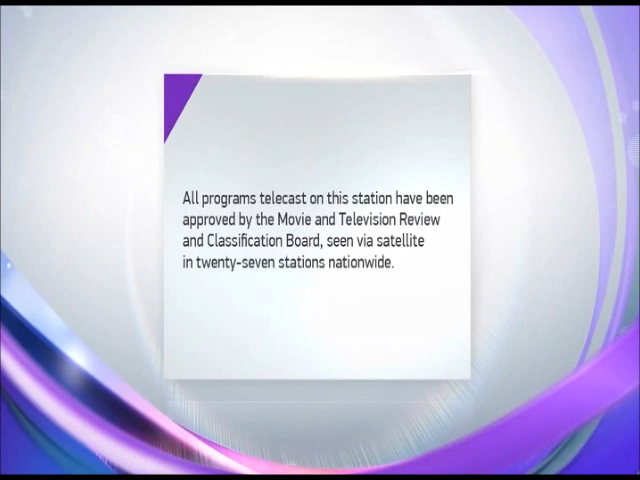 All programs telecast on this station have been
approved by the Movie and Television Review
and Classification Board, seen via satellite
in twenty-seven stations nationwide.